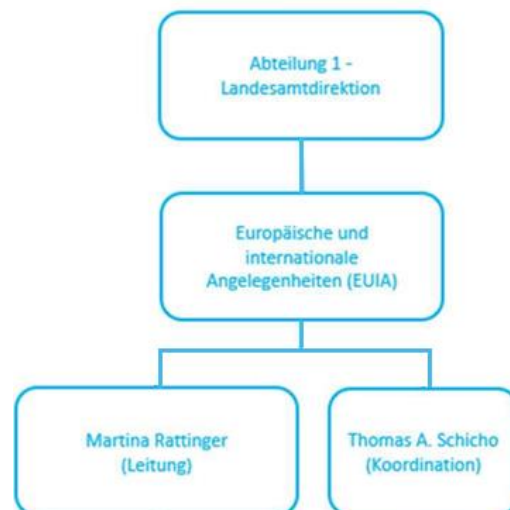 Abteilung 1 -
Landesamtdirektion
Europäische und
internationale
Angelegenheiten (EUIA)
Martina Rattinger
(Leitung)
Thomas A. Schicho
(Koordination)